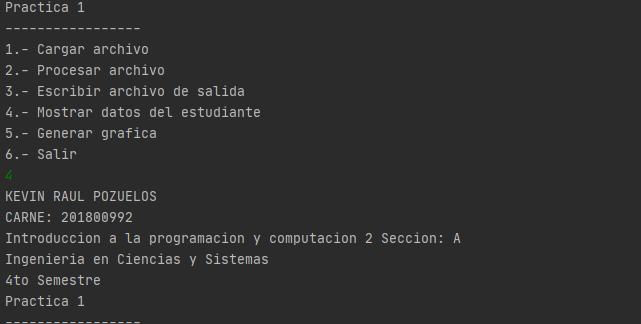 Practica 1
-----------------
1.- Cargar archivo
2.- Procesar archivo
3.- Escribir archivo de salida
4.- Mostrar datos del estudiante
5.- Generar grafica
6.- Salir
4
KEVIN RAUL POZUELOS
CARNE: 201800992
Introduccion a la programacion y computacion 2 Seccion: A
Ingenieria en Ciencias y Sistemas
4to Semestre
Practica 1
-----------------